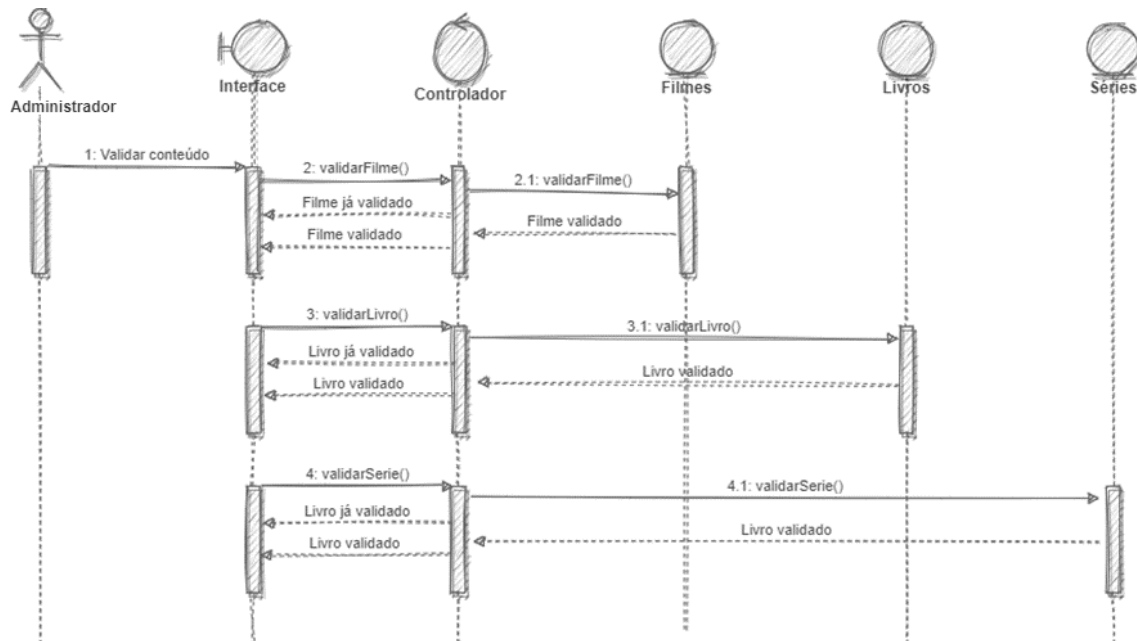 Administrador
Interface
Controlador
Filmes
Livros
Séries
1: Validar conteúdo
2: validarFilme()
2.1: validarFilme()
Filme já validado
Filme validado
Filme validado
3: validarLivro()
3.1: validarLivro()
Livro já validado
Livro validado
Livro validado
4: validarSerie()
4.1: validarSerie()
Livro já validado
Livro validado
Livro validado